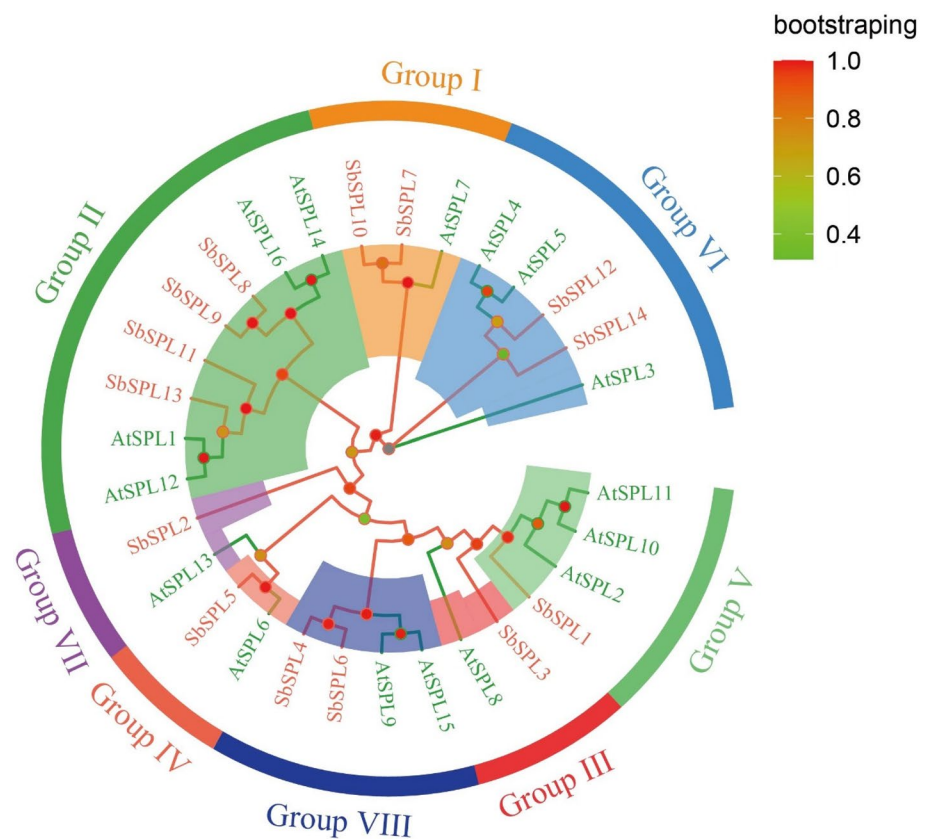 bootstraping
1.0
0.8
0.6
0.4
Group I
Group VI
Group V
Group III
Group VIII
Group IV
Group VII
Group II
SbSPL10
SbSPL7
AtSPL7
AtSPL4
AtSPL5
SbSPL12
SbSPL14
AtSPL3
AtSPL11
AtSPL10
AtSPL2
SbSPL1
SbSPL3
AtSPL8
AtSPL15
AtSPL9
SbSPL6
SbSPL4
AtSPL6
SbSPL5
AtSPL13
SbSPL2
AtSPL12
AtSPL1
SbSPL13
SbSPL11
SbSPL9
SbSPL8
AtSPL16
AtSPL14